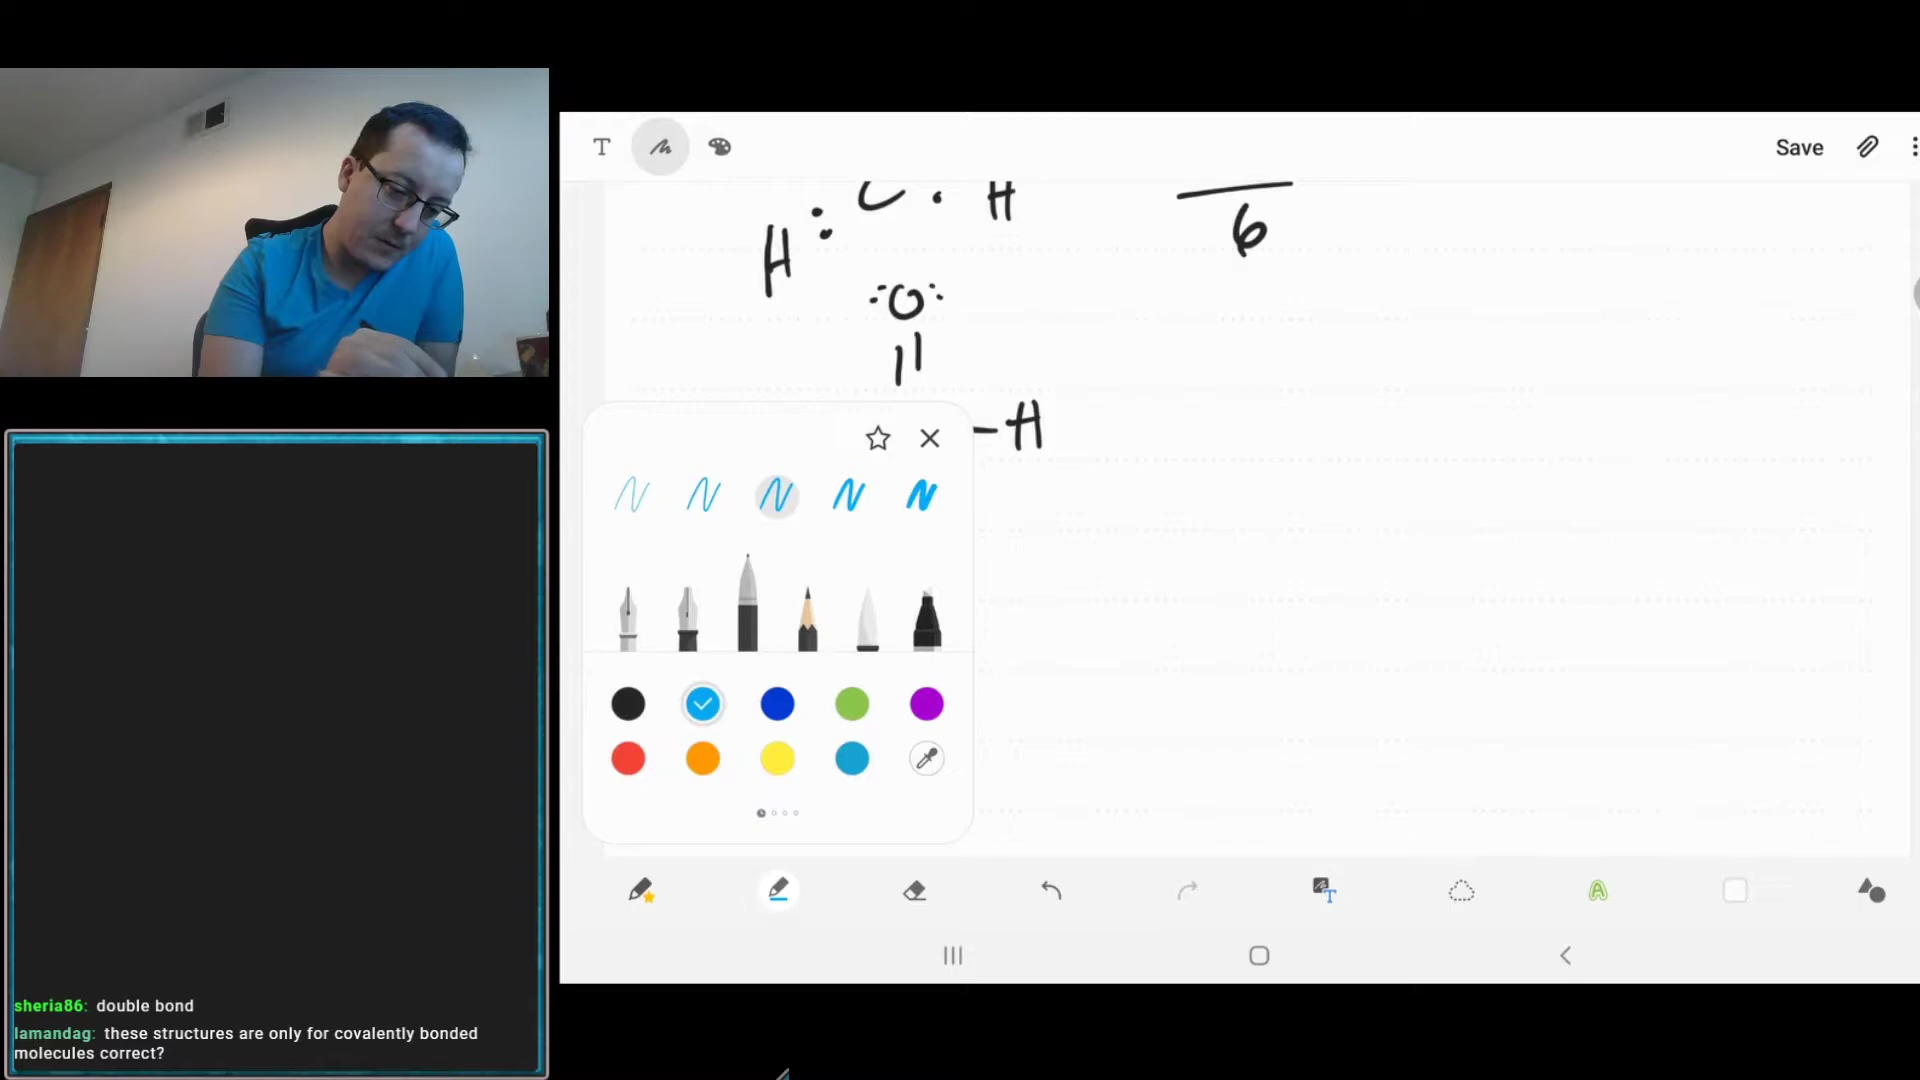 T
Save
C · H
H :
6
O
||
-H
sheria86: double bond
lamandag: these structures are only for covalently bonded
molecules correct?